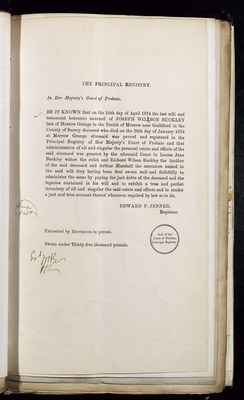 THE PRINCIPAL REGISTRY.
In Her Majesty's Court of Probate.
BE IT KNOWN that on the 10th day of April 1874 the last will and
testament hereunto annexed of JOSEPH WILSON BUCKLEY
late of Morrow Grange in the Parish of Morrow near Guildford in the
County of Surrey deceased who died on the 26th day of January 1874
at Morrow Grange aforesaid was proved and registered in the
Principal Registry of Her Majesty's Court of Probate and that
administration of all and singular the personal estate and effects of the
said deceased was granted by the aforesaid Court to Louisa Jane
Buckley widow the relict and Richard Wilson Buckley the brother
of the said deceased and Arthur Marshall the executors named in
the said will they having been first sworn well and faithfully to
administer the same by paying the just debts of the deceased and the
legacies contained in his will and to exhibit a true and perfect
inventory of all and singular the said estate and effects and to render
a just and true account thereof whenever required by law so to do.
EDWARD F. JENNER,
Registrar.
Extracted by Executors in person.
Seal of the
Court of Probate,
Principal Registry
Sworn under Thirty-five thousand pounds.